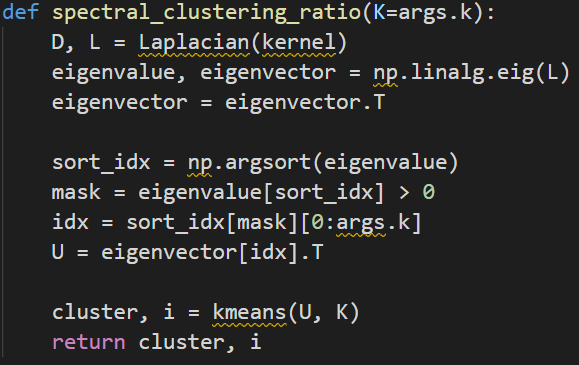 def spectral_clustering_ratio(K=args.k):
    D, L = Laplacian(kernel)
    eigenvalue, eigenvector = np.linalg.eig(L)
    eigenvector = eigenvector.T

    sort_idx = np.argsort(eigenvalue)
    mask = eigenvalue[sort_idx] > 0
    idx = sort_idx[mask][0:args.k]
    U = eigenvector[idx].T

    cluster, i = kmeans(U, K)
    return cluster, i